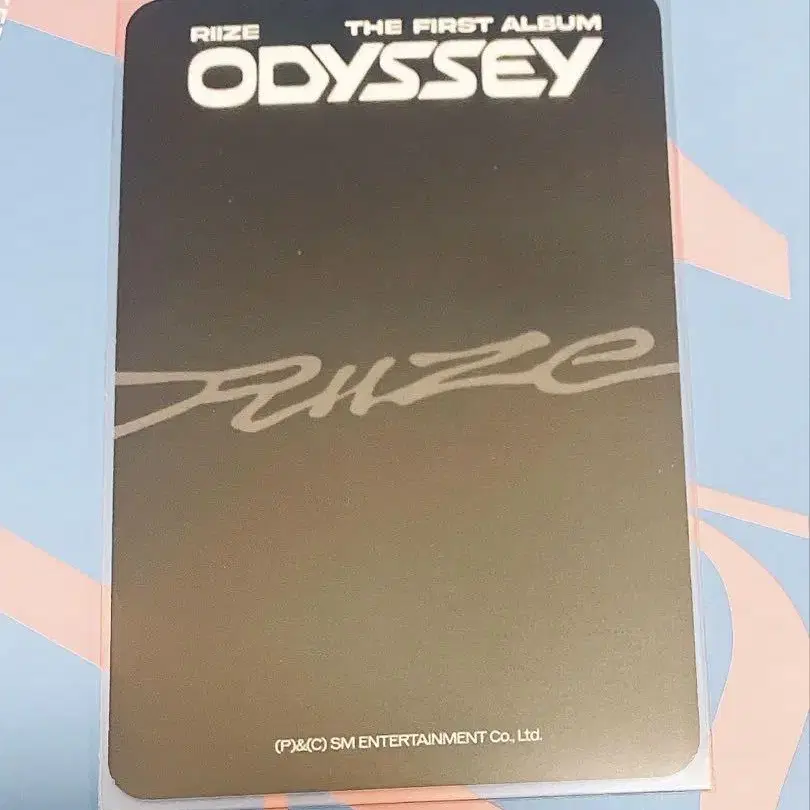 RIIZE THE FIRST ALBUM
ODYSSEY
RIIZE
(P)&(C) SM ENTERTAINMENT Co., Ltd.